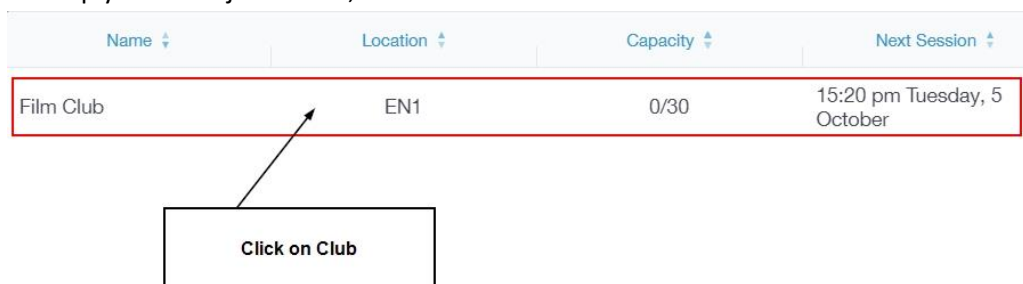 Name Location Capacity Next Session
Film Club EN1 0/30 15:20 pm Tuesday, 5
October
Click on Club